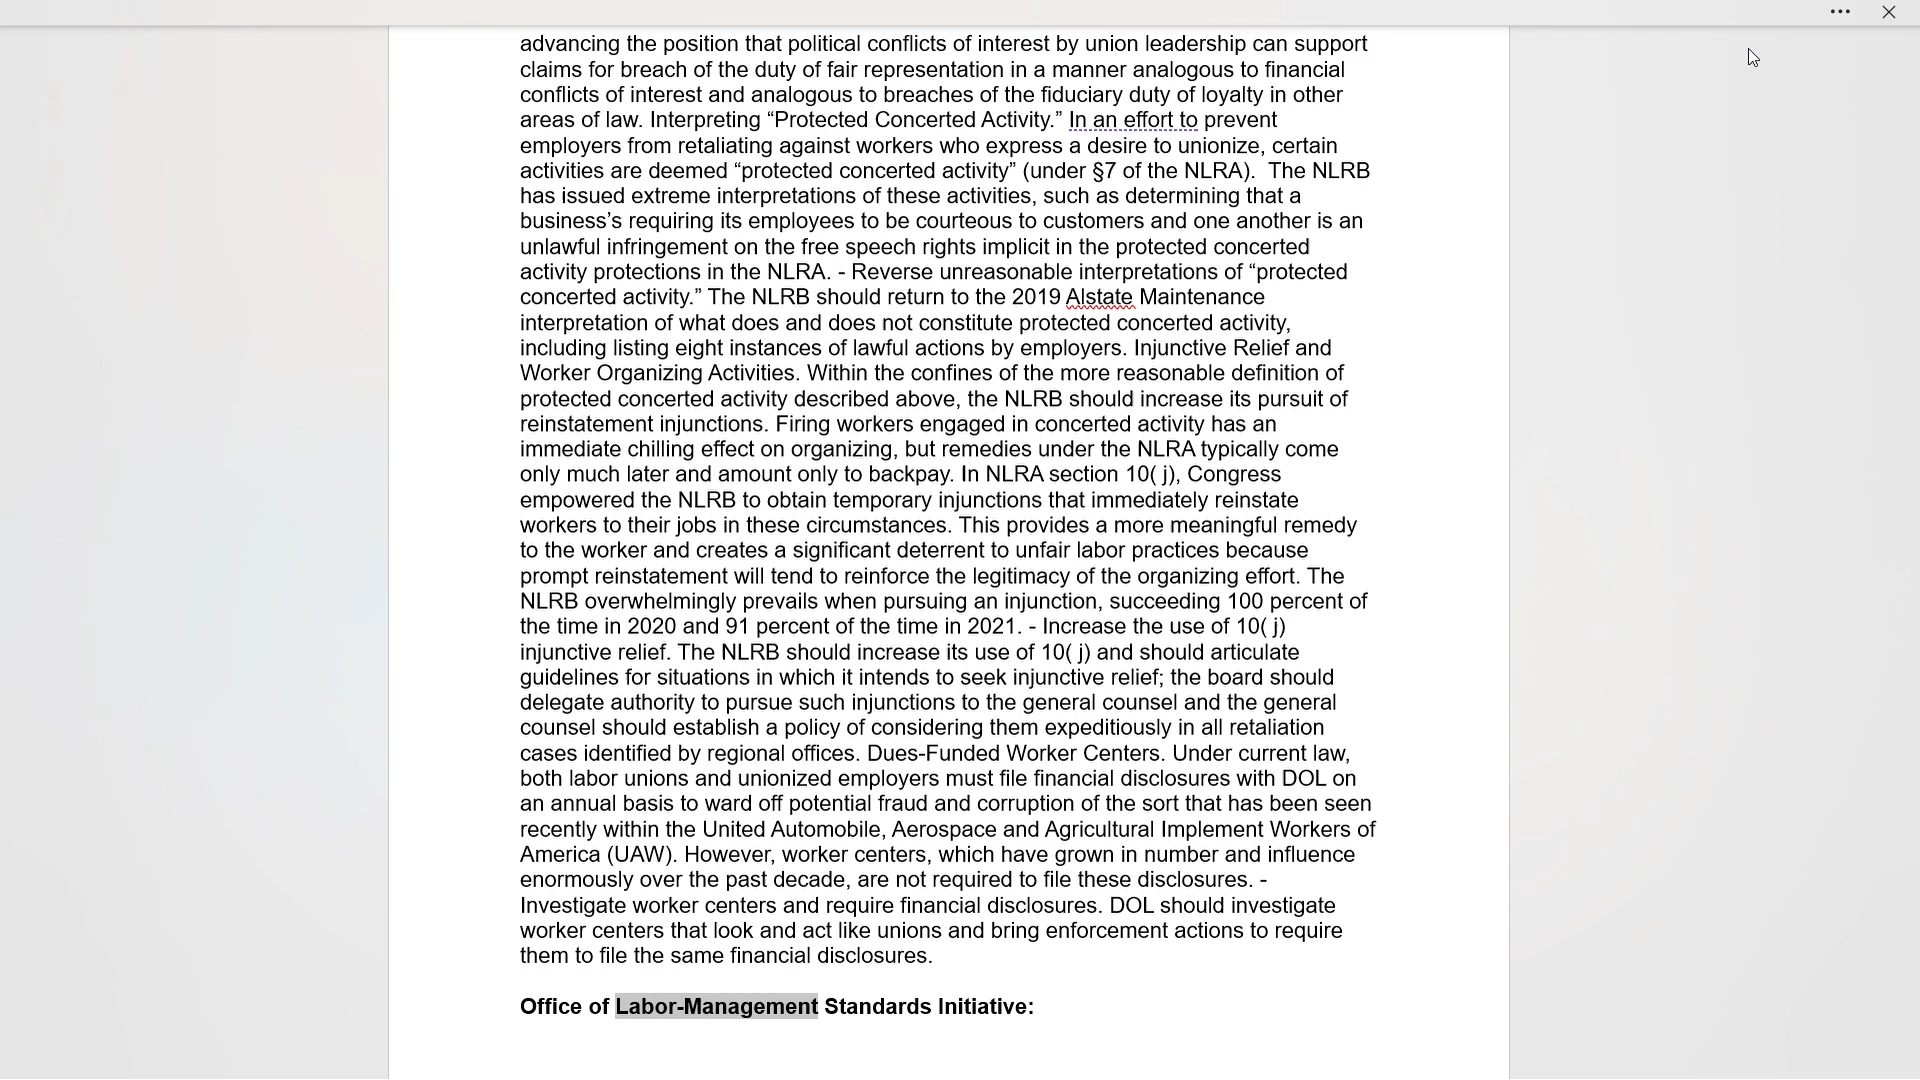 advancing the position that political conflicts of interest by union leadership can support
claims for breach of the duty of fair representation in a manner analogous to financial
conflicts of interest and analogous to breaches of the fiduciary duty of loyalty in other
areas of law. Interpreting “Protected Concerted Activity.” In an effort to prevent
employers from retaliating against workers who express a desire to unionize, certain
activities are deemed “protected concerted activity” (under §7 of the NLRA).  The NLRB
has issued extreme interpretations of these activities, such as determining that a
business’s requiring its employees to be courteous to customers and one another is an
unlawful infringement on the free speech rights implicit in the protected concerted
activity protections in the NLRA. - Reverse unreasonable interpretations of “protected
concerted activity.” The NLRB should return to the 2019 Alstate Maintenance
interpretation of what does and does not constitute protected concerted activity,
including listing eight instances of lawful actions by employers. Injunctive Relief and
Worker Organizing Activities. Within the confines of the more reasonable definition of
protected concerted activity described above, the NLRB should increase its pursuit of
reinstatement injunctions. Firing workers engaged in concerted activity has an
immediate chilling effect on organizing, but remedies under the NLRA typically come
only much later and amount only to backpay. In NLRA section 10( j), Congress
empowered the NLRB to obtain temporary injunctions that immediately reinstate
workers to their jobs in these circumstances. This provides a more meaningful remedy
to the worker and creates a significant deterrent to unfair labor practices because
prompt reinstatement will tend to reinforce the legitimacy of the organizing effort. The
NLRB overwhelmingly prevails when pursuing an injunction, succeeding 100 percent of
the time in 2020 and 91 percent of the time in 2021. - Increase the use of 10( j)
injunctive relief. The NLRB should increase its use of 10( j) and should articulate
guidelines for situations in which it intends to seek injunctive relief; the board should
delegate authority to pursue such injunctions to the general counsel and the general
counsel should establish a policy of considering them expeditiously in all retaliation
cases identified by regional offices. Dues-Funded Worker Centers. Under current law,
both labor unions and unionized employers must file financial disclosures with DOL on
an annual basis to ward off potential fraud and corruption of the sort that has been seen
recently within the United Automobile, Aerospace and Agricultural Implement Workers of
America (UAW). However, worker centers, which have grown in number and influence
enormously over the past decade, are not required to file these disclosures. -
Investigate worker centers and require financial disclosures. DOL should investigate
worker centers that look and act like unions and bring enforcement actions to require
them to file the same financial disclosures.
Office of Labor-Management Standards Initiative: